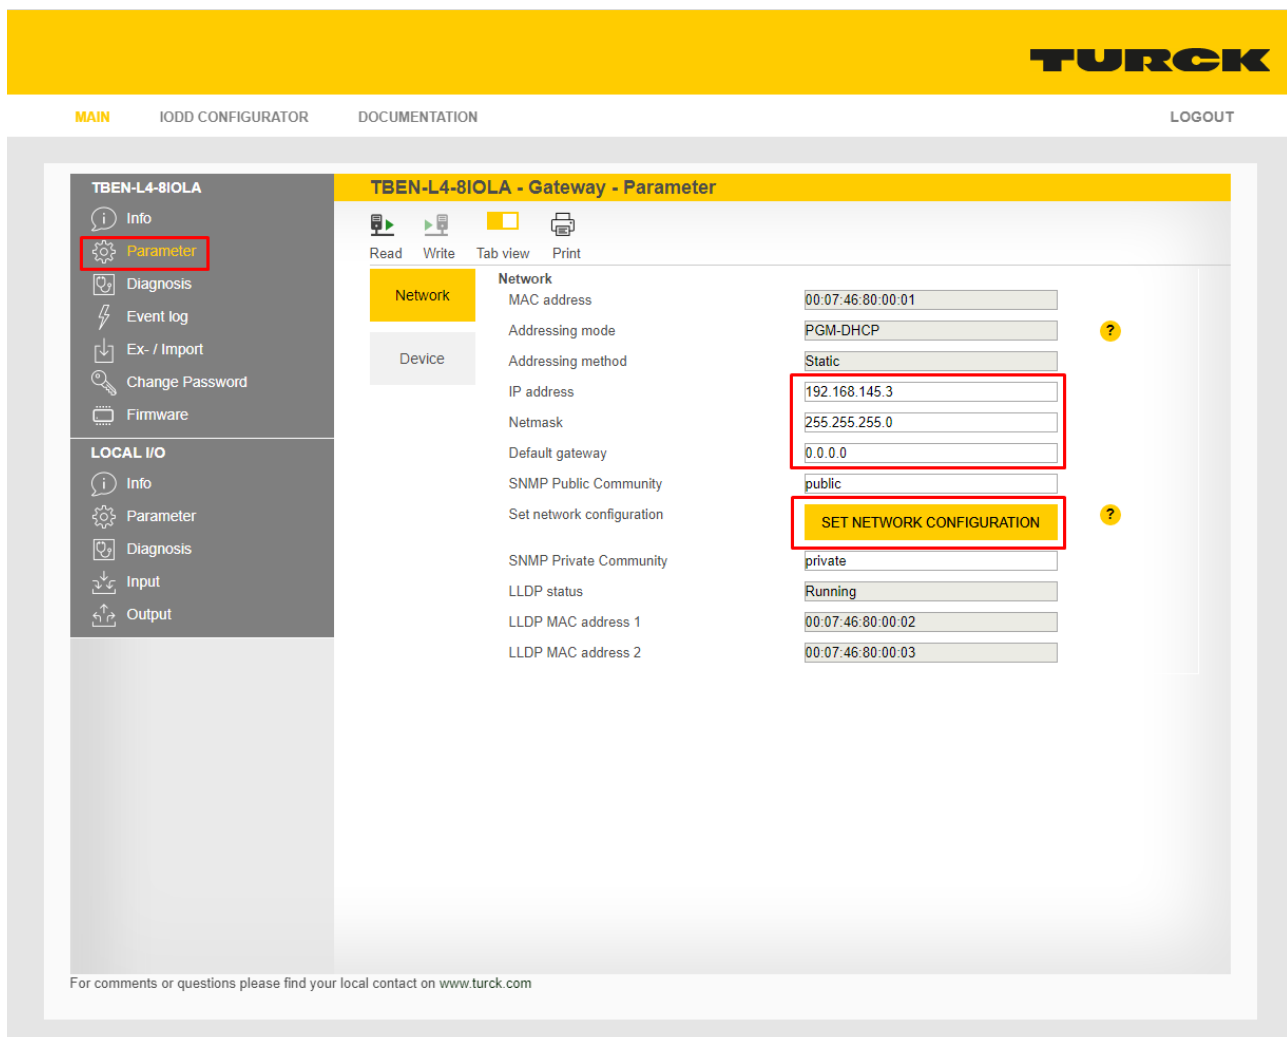 TURCK
MAIN IODD CONFIGURATOR DOCUMENTATION LOGOUT
TBEN-L4-8IOLA
Info
Parameter
Diagnosis
Event log
Ex- / Import
Change Password
Firmware
LOCAL I/O
Info
Parameter
Diagnosis
Input
Output
TBEN-L4-8IOLA - Gateway - Parameter
Read Write Tab view Print
Network
Device
Network
MAC address 00:07:46:80:00:01
Addressing mode PGM-DHCP ?
Addressing method Static
IP address 192.168.145.3
Netmask 255.255.255.0
Default gateway 0.0.0.0
SNMP Public Community public
Set network configuration SET NETWORK CONFIGURATION ?
SNMP Private Community private
LLDP status Running
LLDP MAC address 1 00:07:46:80:00:02
LLDP MAC address 2 00:07:46:80:00:03
For comments or questions please find your local contact on www.turck.com